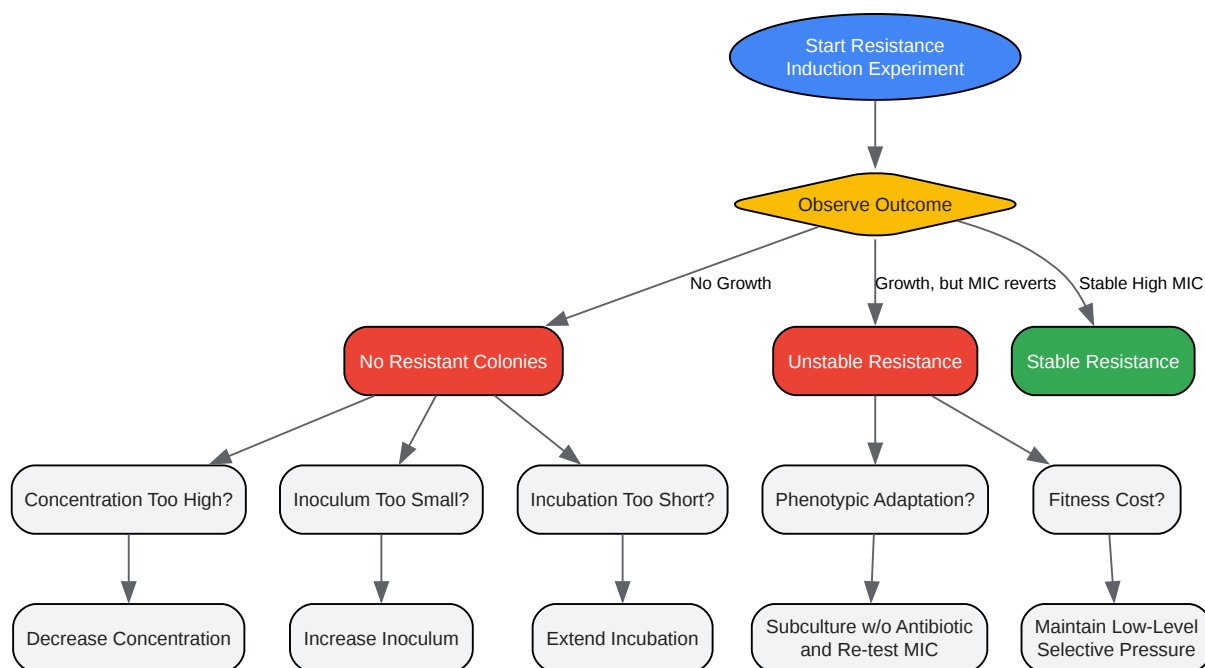 Start Resistance
Induction Experiment
Observe Outcome
No Growth
Growth, but MIC reverts
Stable High MIC
No Resistant Colonies
Unstable Resistance
Stable Resistance
Concentration Too High?
Inoculum Too Small?
Incubation Too Short?
Phenotypic Adaptation?
Fitness Cost?
Decrease Concentration
Increase Inoculum
Extend Incubation
Subculture w/o Antibiotic
and Re-test MIC
Maintain Low-Level
Selective Pressure